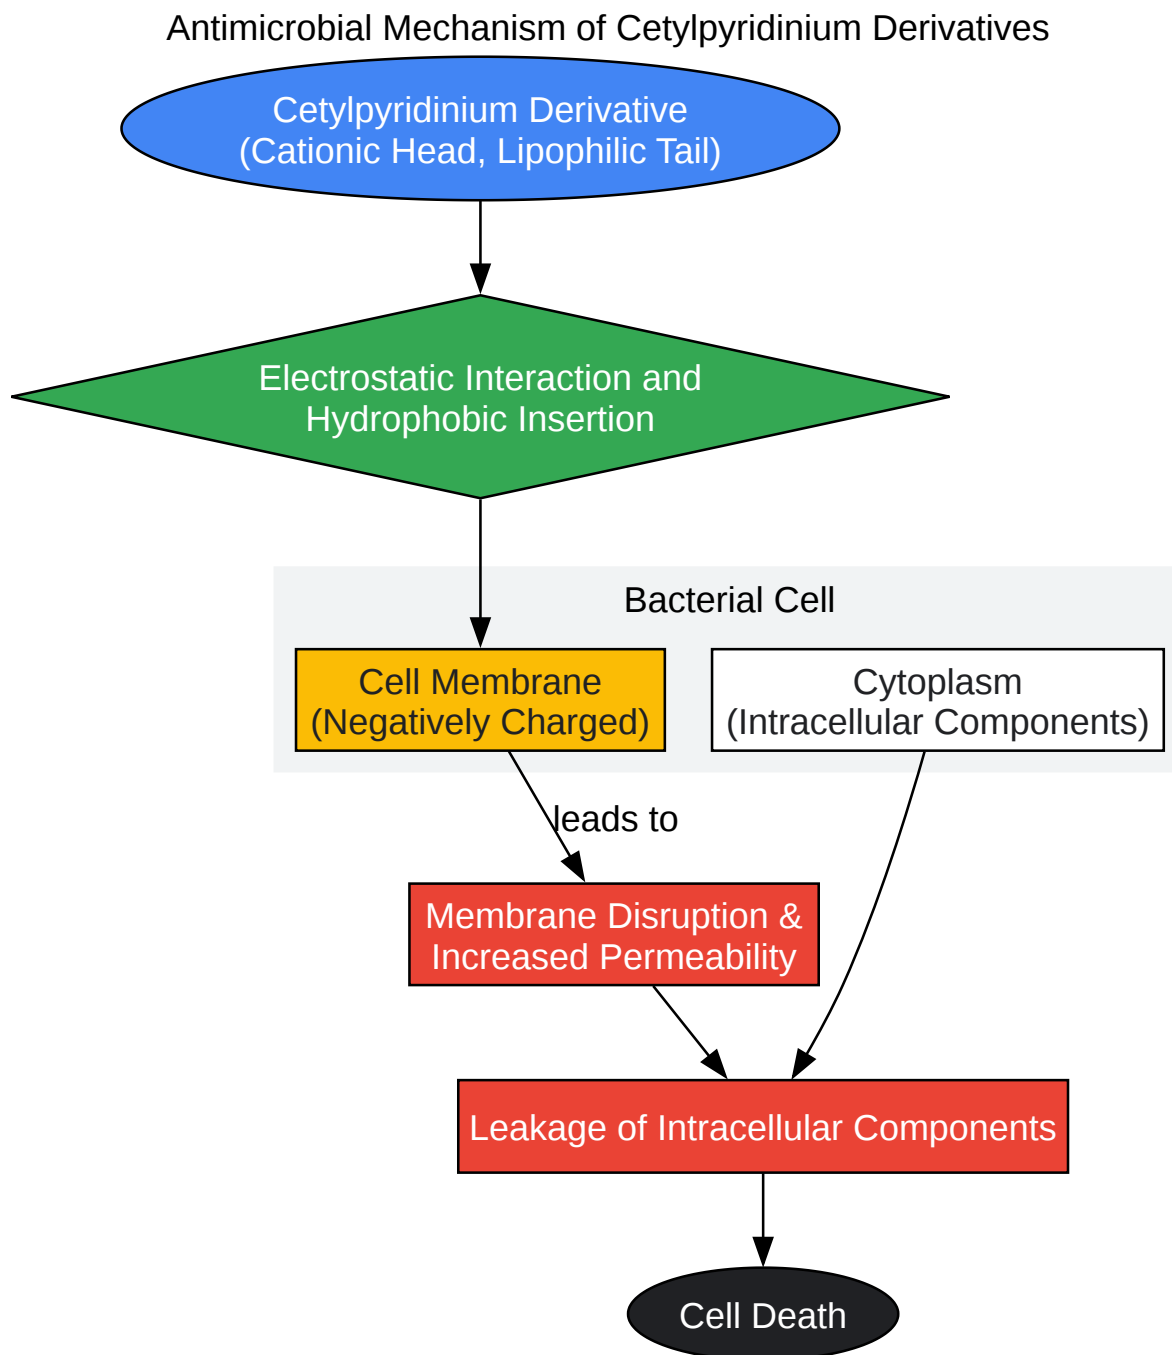 Antimicrobial Mechanism of Cetylpyridinium Derivatives
Cetylpyridinium Derivative
(Cationic Head, Lipophilic Tail)
Electrostatic Interaction and
Hydrophobic Insertion
Bacterial Cell
Cell Membrane
(Negatively Charged)
Cytoplasm
(Intracellular Components)
leads to
Membrane Disruption &
Increased Permeability
Leakage of Intracellular Components
Cell Death